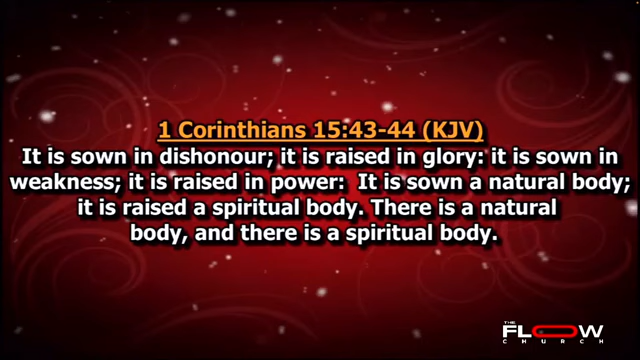 1 Corinthians 15:43-44 (KJV)
It is sown in dishonour; it is raised in glory: it is sown in
weakness; it is raised in power:  It is sown a natural body;
it is raised a spiritual body. There is a natural
body, and there is a spiritual body.
THE
FLOW
CHURCH